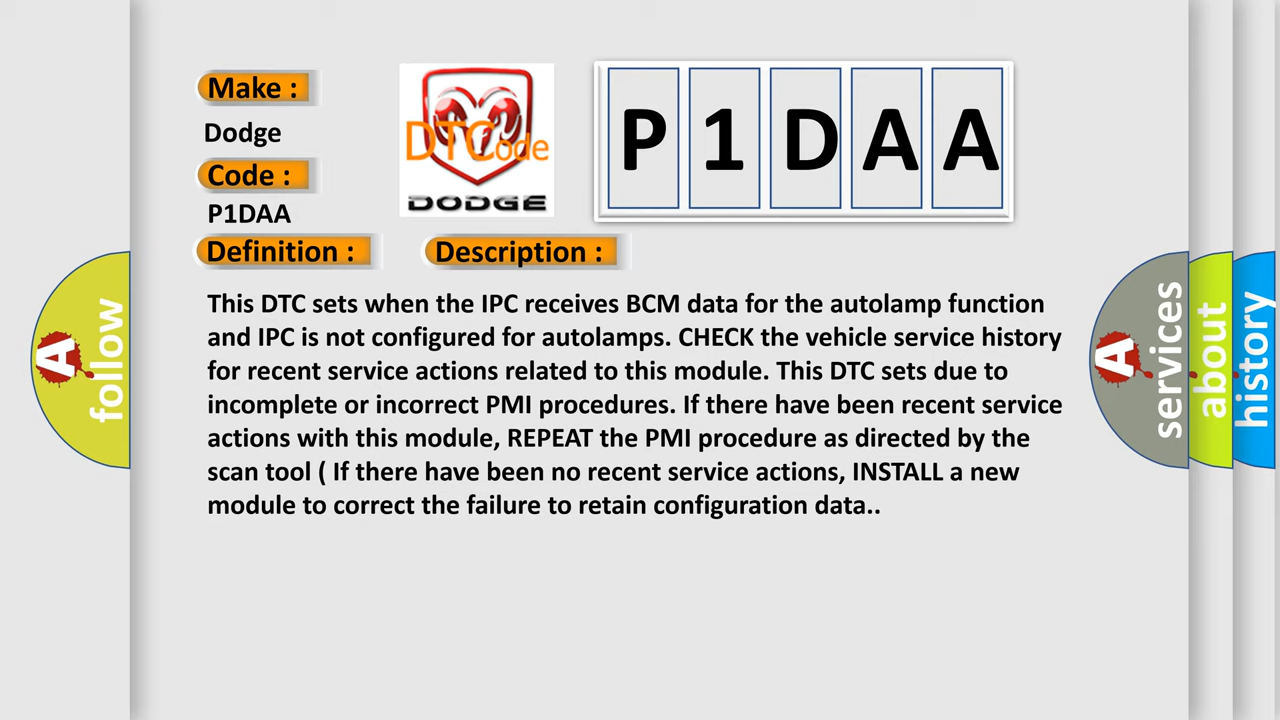 Make :
Dodge
Code :
P1DAA
Definition :
Description :
DTCode
DODGE
P1DAA
This DTC sets when the IPC receives BCM data for the autolamp function
and IPC is not configured for autolamps. CHECK the vehicle service history
for recent service actions related to this module. This DTC sets due to
incomplete or incorrect PMI procedures. If there have been recent service
actions with this module, REPEAT the PMI procedure as directed by the
scan tool ( If there have been no recent service actions, INSTALL a new
module to correct the failure to retain configuration data..
A
follow
A
services
about
history